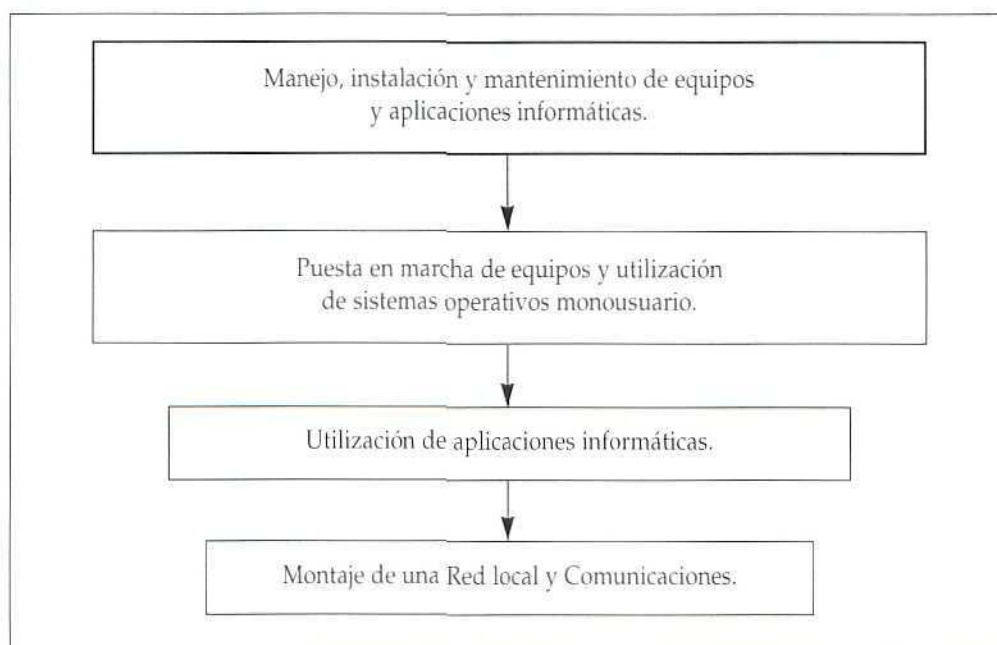 Manejo, instalación y mantenimiento de equipos
y aplicaciones informáticas.
Puesta en marcha de equipos y utilización
de sistemas operativos monousuario.
Utilización de aplicaciones informáticas.
Montaje de una Red local y Comunicaciones.